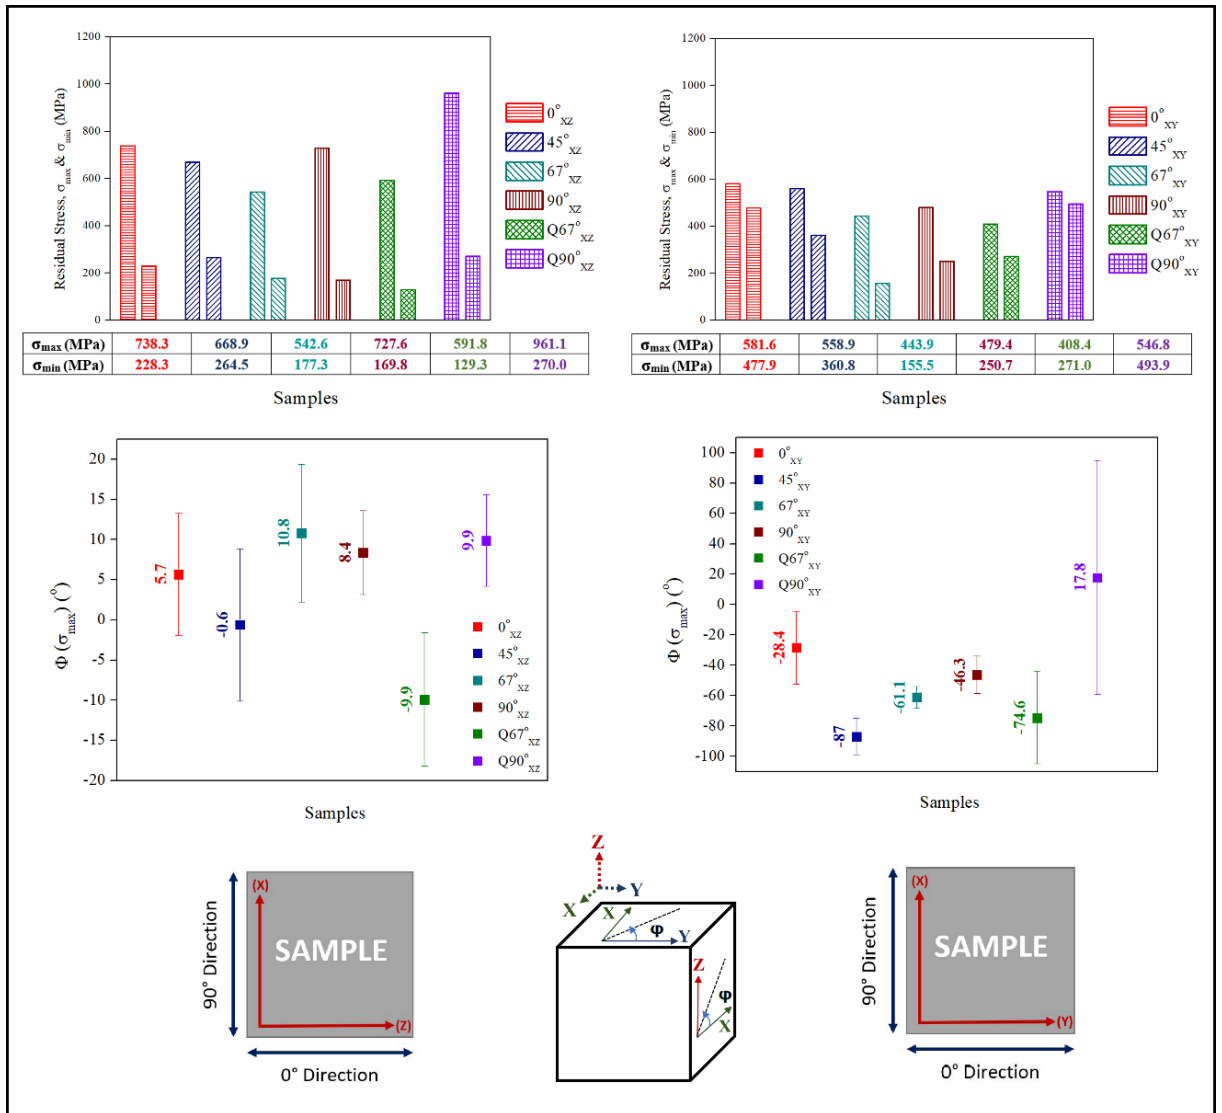 1200
1000
800
600
400
200
0
Residual Stress, σmax & σmin (MPa)
0°XZ
45°XZ
67°XZ
90°XZ
Q67°XZ
Q90°XZ
σmax (MPa) 738.3 668.9 542.6 727.6 591.8 961.1
σmin (MPa) 228.3 264.5 177.3 169.8 129.3 270.0
Samples
1200
1000
800
600
400
200
0
Residual Stress, σmax & σmin (MPa)
0°XY
45°XY
67°XY
90°XY
Q67°XY
Q90°XY
σmax (MPa) 581.6 558.9 443.9 479.4 408.4 546.8
σmin (MPa) 477.9 360.8 155.5 250.7 271.0 493.9
Samples
20
15
10
5
0
-5
-10
-15
-20
Φ (σmax) (°)
5.7
-0.6
10.8
8.4
-9.9
9.9
0°XZ
45°XZ
67°XZ
90°XZ
Q67°XZ
Q90°XZ
Samples
100
80
60
40
20
0
-20
-40
-60
-80
-100
Φ (σmax) (°)
0°XY
45°XY
67°XY
90°XY
Q67°XY
Q90°XY
-28.4
-87
-61.1
-46.3
-74.6
17.8
Samples
90° Direction
(X)
SAMPLE
(Z)
0° Direction
Z
Y
X
X
φ
Y
Z
φ
X
90° Direction
(X)
SAMPLE
(Y)
0° Direction